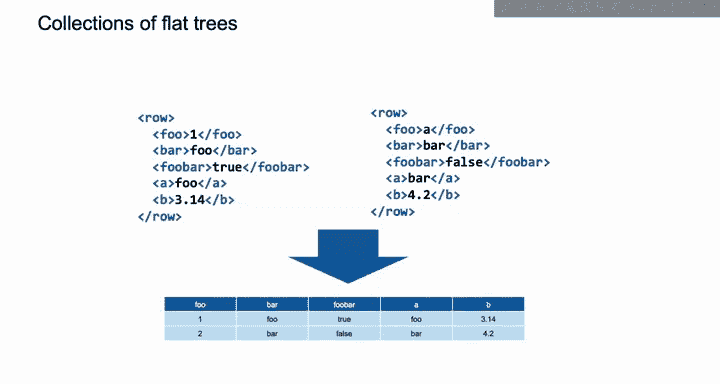 Collections of flat trees
<row>
<foo>1</foo>
<bar>foo</bar>
<foobar>true</foobar>
<a>foo</a>
<b>3.14</b>
</row>
<row>
<foo>a</foo>
<bar>bar</bar>
<foobar>false</foobar>
<a>bar</a>
<b>4.2</b>
</row>
foo bar foobar a b
1 foo true foo 3.14
2 bar false bar 4.2